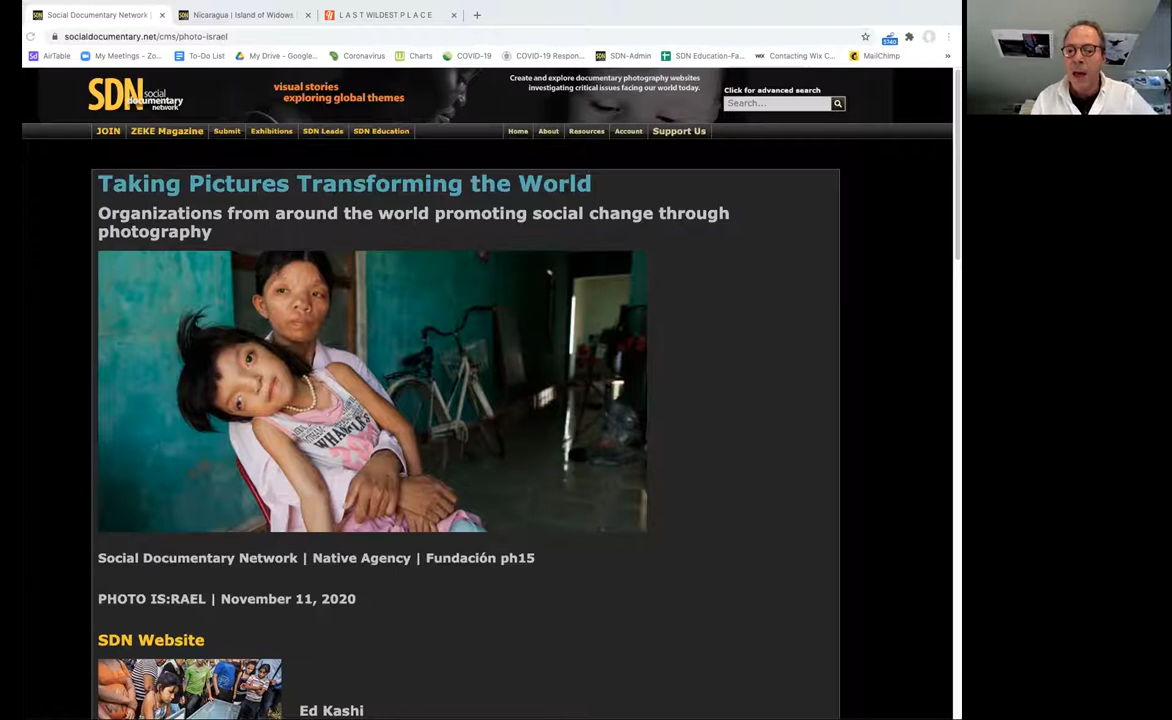 Social Documentary Network |
Nicaragua | Island of Widows
L A S T WILDEST P L A C E
socialdocumentary.net/cms/photo-israel
5740
AirTable
My Meetings - Zo...
To-Do List
My Drive - Google...
Coronavirus
Charts
COVID-19
COVID-19 Respon...
SDN-Admin
SDN Education-Fa...
Contacting Wix C...
MailChimp
SDN social documentary network
visual stories
exploring global themes
Create and explore documentary photography websites
investigating critical issues facing our world today.
Click for advanced search
Search...
JOIN
ZEKE Magazine
Submit
Exhibitions
SDN Leads
SDN Education
Home
About
Resources
Account
Support Us
Taking Pictures Transforming the World
Organizations from around the world promoting social change through
photography
Social Documentary Network | Native Agency | Fundación ph15
PHOTO IS:RAEL | November 11, 2020
SDN Website
Ed Kashi